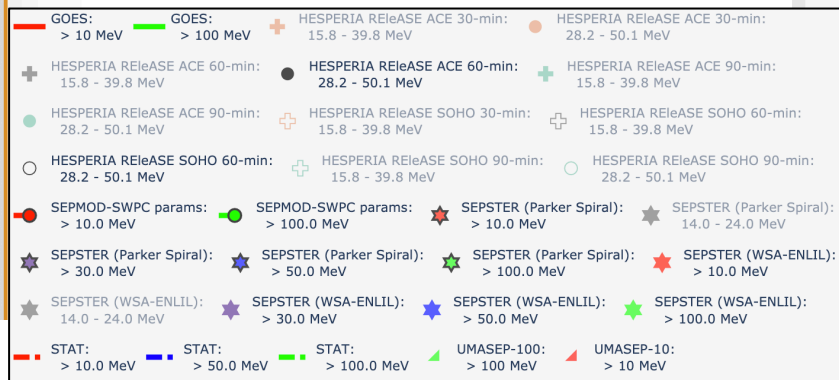 GOES: GOES: HESPERIA REleASE ACE 30-min: HESPERIA REleASE ACE 30-min:
> 10 MeV > 100 MeV 15.8 - 39.8 MeV 28.2 - 50.1 MeV
HESPERIA REleASE ACE 60-min: HESPERIA REleASE ACE 60-min: HESPERIA REleASE ACE 90-min:
15.8 - 39.8 MeV 28.2 - 50.1 MeV 15.8 - 39.8 MeV
HESPERIA REleASE ACE 90-min: HESPERIA REleASE SOHO 30-min: HESPERIA REleASE SOHO 60-min:
28.2 - 50.1 MeV 15.8 - 39.8 MeV 15.8 - 39.8 MeV
HESPERIA REleASE SOHO 60-min: HESPERIA REleASE SOHO 90-min: HESPERIA REleASE SOHO 90-min:
28.2 - 50.1 MeV 15.8 - 39.8 MeV 28.2 - 50.1 MeV
SEPMOD-SWPC params: SEPMOD-SWPC params: SEPSTER (Parker Spiral): SEPSTER (Parker Spiral):
> 10.0 MeV > 100.0 MeV > 10.0 MeV 14.0 - 24.0 MeV
SEPSTER (Parker Spiral): SEPSTER (Parker Spiral): SEPSTER (Parker Spiral): SEPSTER (WSA-ENLIL):
> 30.0 MeV > 50.0 MeV > 100.0 MeV > 10.0 MeV
SEPSTER (WSA-ENLIL): SEPSTER (WSA-ENLIL): SEPSTER (WSA-ENLIL): SEPSTER (WSA-ENLIL):
14.0 - 24.0 MeV > 30.0 MeV > 50.0 MeV > 100.0 MeV
STAT: STAT: STAT: UMASEP-100: UMASEP-10:
> 10.0 MeV > 50.0 MeV > 100.0 MeV > 100 MeV > 10 MeV